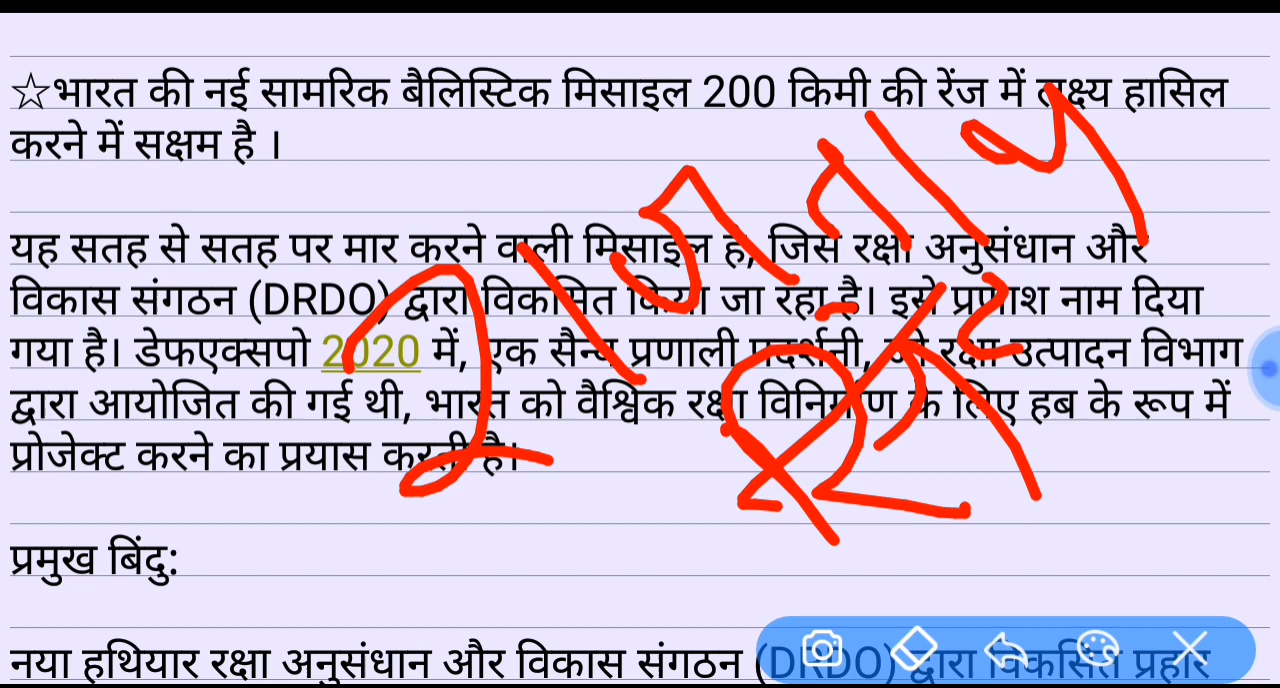 ☆भारत की नई सामरिक बैलिस्टिक मिसाइल 200 किमी की रेंज में लक्ष्य हासिल
करने में सक्षम है ।
यह सतह से सतह पर मार करने वाली मिसाइल है, जिसे रक्षा अनुसंधान और
विकास संगठन (DRDO) द्वारा विकसित किया जा रहा है। इसे प्रणाश नाम दिया
गया है। डेफएक्सपो 2020 में, एक सैन्य प्रणाली प्रदर्शनी, जो रक्षा उत्पादन विभाग
द्वारा आयोजित की गई थी, भारत को वैश्विक रक्षा विनिर्माण के लिए हब के रूप में
प्रोजेक्ट करने का प्रयास करती है।
प्रमुख बिंदु:
नया हथियार रक्षा अनुसंधान और विकास संगठन (DRDO) द्वारा विकसित प्रहार
राजनाथ
सिंह